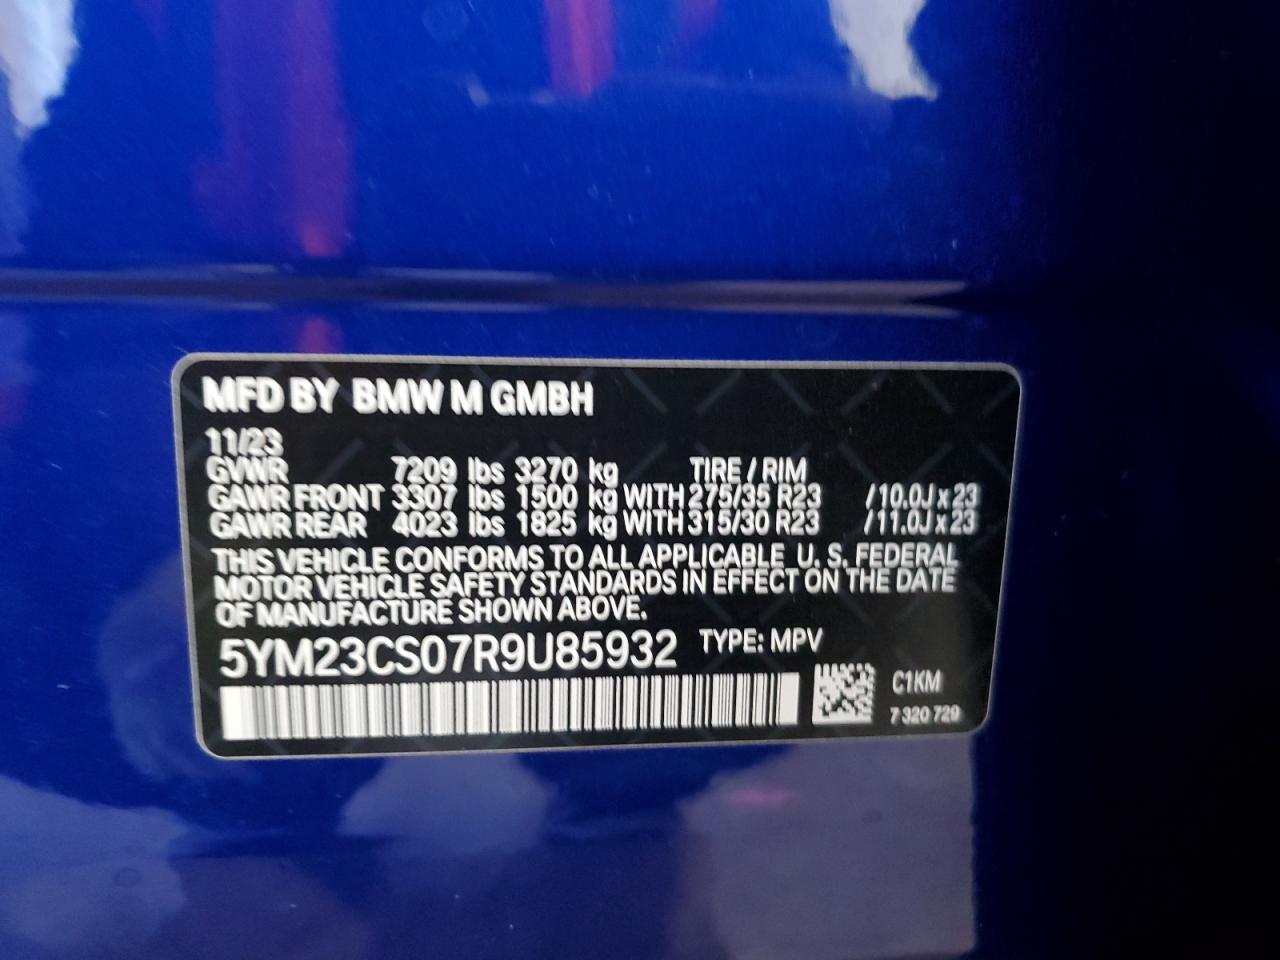 MFD BY BMW M GMBH
11/23
GVWR 7209 lbs 3270 kg TIRE / RIM
GAWR FRONT 3307 lbs 1500 kg WITH 275/35 R23 / 10.0J x 23
GAWR REAR 4023 lbs 1825 kg WITH 315/30 R23 / 11.0J x 23
THIS VEHICLE CONFORMS TO ALL APPLICABLE U. S. FEDERAL
MOTOR VEHICLE SAFETY STANDARDS IN EFFECT ON THE DATE
OF MANUFACTURE SHOWN ABOVE.
5YM23CS07R9U85932 TYPE: MPV
C1KM
7 320 729